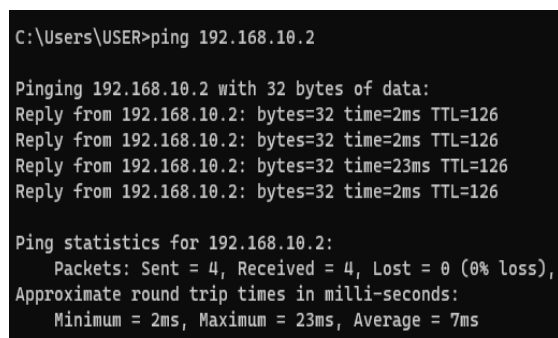 C:\Users\USER>ping 192.168.10.2
Pinging 192.168.10.2 with 32 bytes of data:
Reply from 192.168.10.2: bytes=32 time=2ms TTL=126
Reply from 192.168.10.2: bytes=32 time=2ms TTL=126
Reply from 192.168.10.2: bytes=32 time=23ms TTL=126
Reply from 192.168.10.2: bytes=32 time=2ms TTL=126
Ping statistics for 192.168.10.2:
Packets: Sent = 4, Received = 4, Lost = 0 (0% loss),
Approximate round trip times in milli-seconds:
Minimum = 2ms, Maximum = 23ms, Average = 7ms